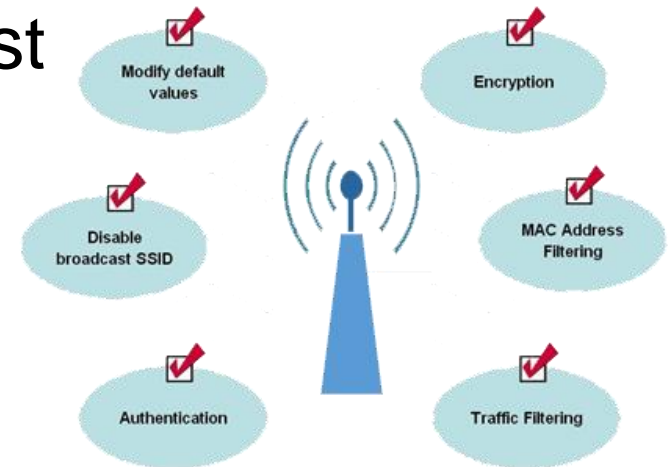 st
Modify default
values
Encryption
Disable
broadcast SSID
MAC Address
Filtering
Authentication
Traffic Filtering